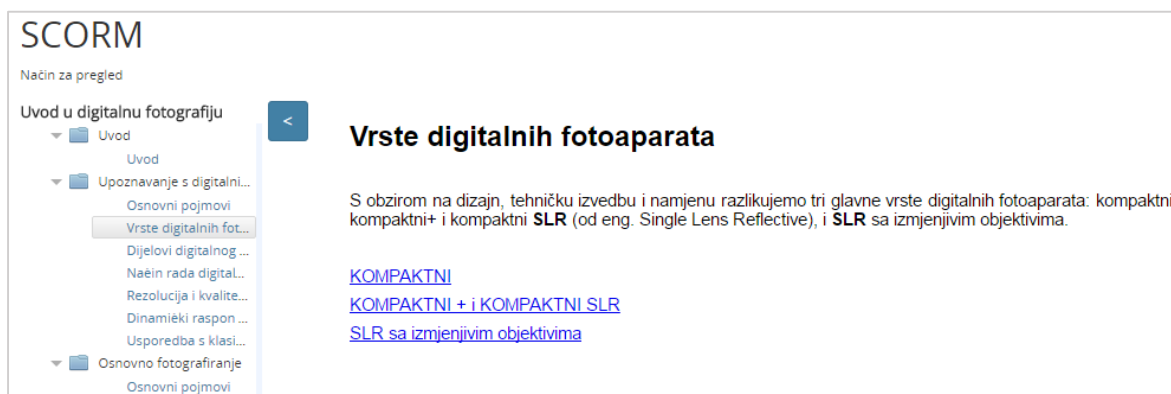 SCORM
Način za pregled
Uvod u digitalnu fotografiju
Uvod
Uvod
Upoznavanje s digitalni...
Osnovni pojmovi
Vrste digitalnih fot...
Dijelovi digitalnog ...
Naèin rada digital...
Rezolucija i kvalite...
Dinamièki raspon ...
Usporedba s klasi...
Osnovno fotografiranje
Osnovni pojmovi
<
Vrste digitalnih fotoaparata
S obzirom na dizajn, tehničku izvedbu i namjenu razlikujemo tri glavne vrste digitalnih fotoaparata: kompaktni
kompaktni+ i kompaktni SLR (od eng. Single Lens Reflective), i SLR sa izmjenjivim objektivima.
KOMPAKTNI
KOMPAKTNI + i KOMPAKTNI SLR
SLR sa izmjenjivim objektivima